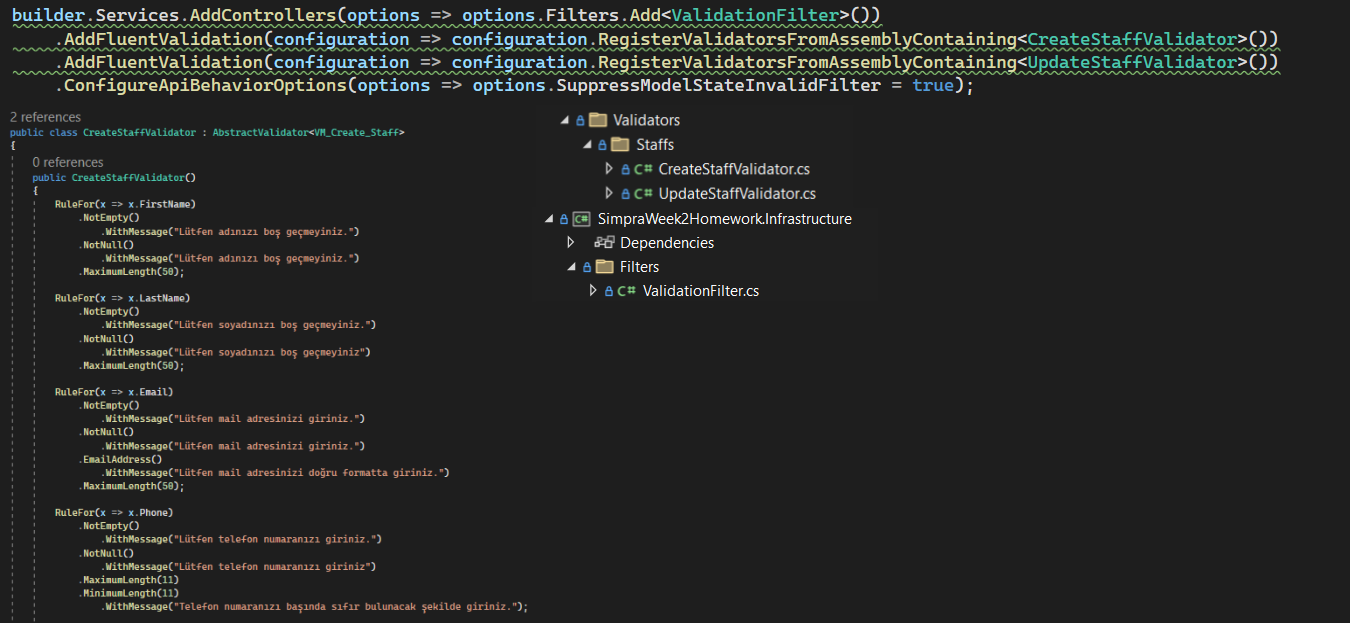 builder.Services.AddControllers(options => options.Filters.Add<ValidationFilter>())
.AddFluentValidation(configuration => configuration.RegisterValidatorsFromAssemblyContaining<CreateStaffValidator>())
.AddFluentValidation(configuration => configuration.RegisterValidatorsFromAssemblyContaining<UpdateStaffValidator>())
.ConfigureApiBehaviorOptions(options => options.SuppressModelStateInvalidFilter = true);
2 references
public class CreateStaffValidator : AbstractValidator<VM_Create_Staff>
{
0 references
public CreateStaffValidator()
{
RuleFor(x => x.FirstName)
.NotEmpty()
.WithMessage("Lütfen adınızı boş geçmeyiniz.")
.NotNull()
.WithMessage("Lütfen adınızı boş geçmeyiniz.")
.MaximumLength(50);
RuleFor(x => x.LastName)
.NotEmpty()
.WithMessage("Lütfen soyadınızı boş geçmeyiniz.")
.NotNull()
.WithMessage("Lütfen soyadınızı boş geçmeyiniz")
.MaximumLength(50);
RuleFor(x => x.Email)
.NotEmpty()
.WithMessage("Lütfen mail adresinizi giriniz.")
.NotNull()
.WithMessage("Lütfen mail adresinizi giriniz.")
.EmailAddress()
.WithMessage("Lütfen mail adresinizi doğru formatta giriniz.")
.MaximumLength(50);
RuleFor(x => x.Phone)
.NotEmpty()
.WithMessage("Lütfen telefon numaranızı giriniz.")
.NotNull()
.WithMessage("Lütfen telefon numaranızı giriniz")
.MaximumLength(11)
.MinimumLength(11)
.WithMessage("Telefon numaranızı başında sıfır bulunacak şekilde giriniz.");
Validators
Staffs
C# CreateStaffValidator.cs
C# UpdateStaffValidator.cs
C# SimpraWeek2Homework.Infrastructure
Dependencies
Filters
C# ValidationFilter.cs